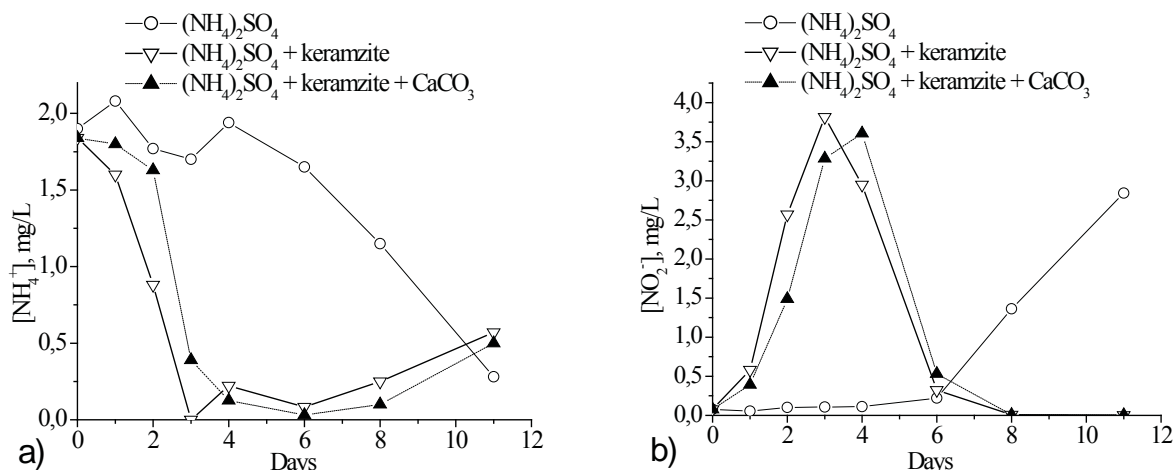 (NH₄)₂SO₄
(NH₄)₂SO₄ + keramzite
(NH₄)₂SO₄ + keramzite + CaCO₃
2,0
1,5
1,0
0,5
0,0
[NH₄⁺], mg/L
0 2 4 6 8 10 12
Days
a)
(NH₄)₂SO₄
(NH₄)₂SO₄ + keramzite
(NH₄)₂SO₄ + keramzite + CaCO₃
4,0
3,5
3,0
2,5
2,0
1,5
1,0
0,5
0,0
[NO₂⁻], mg/L
0 2 4 6 8 10 12
Days
b)